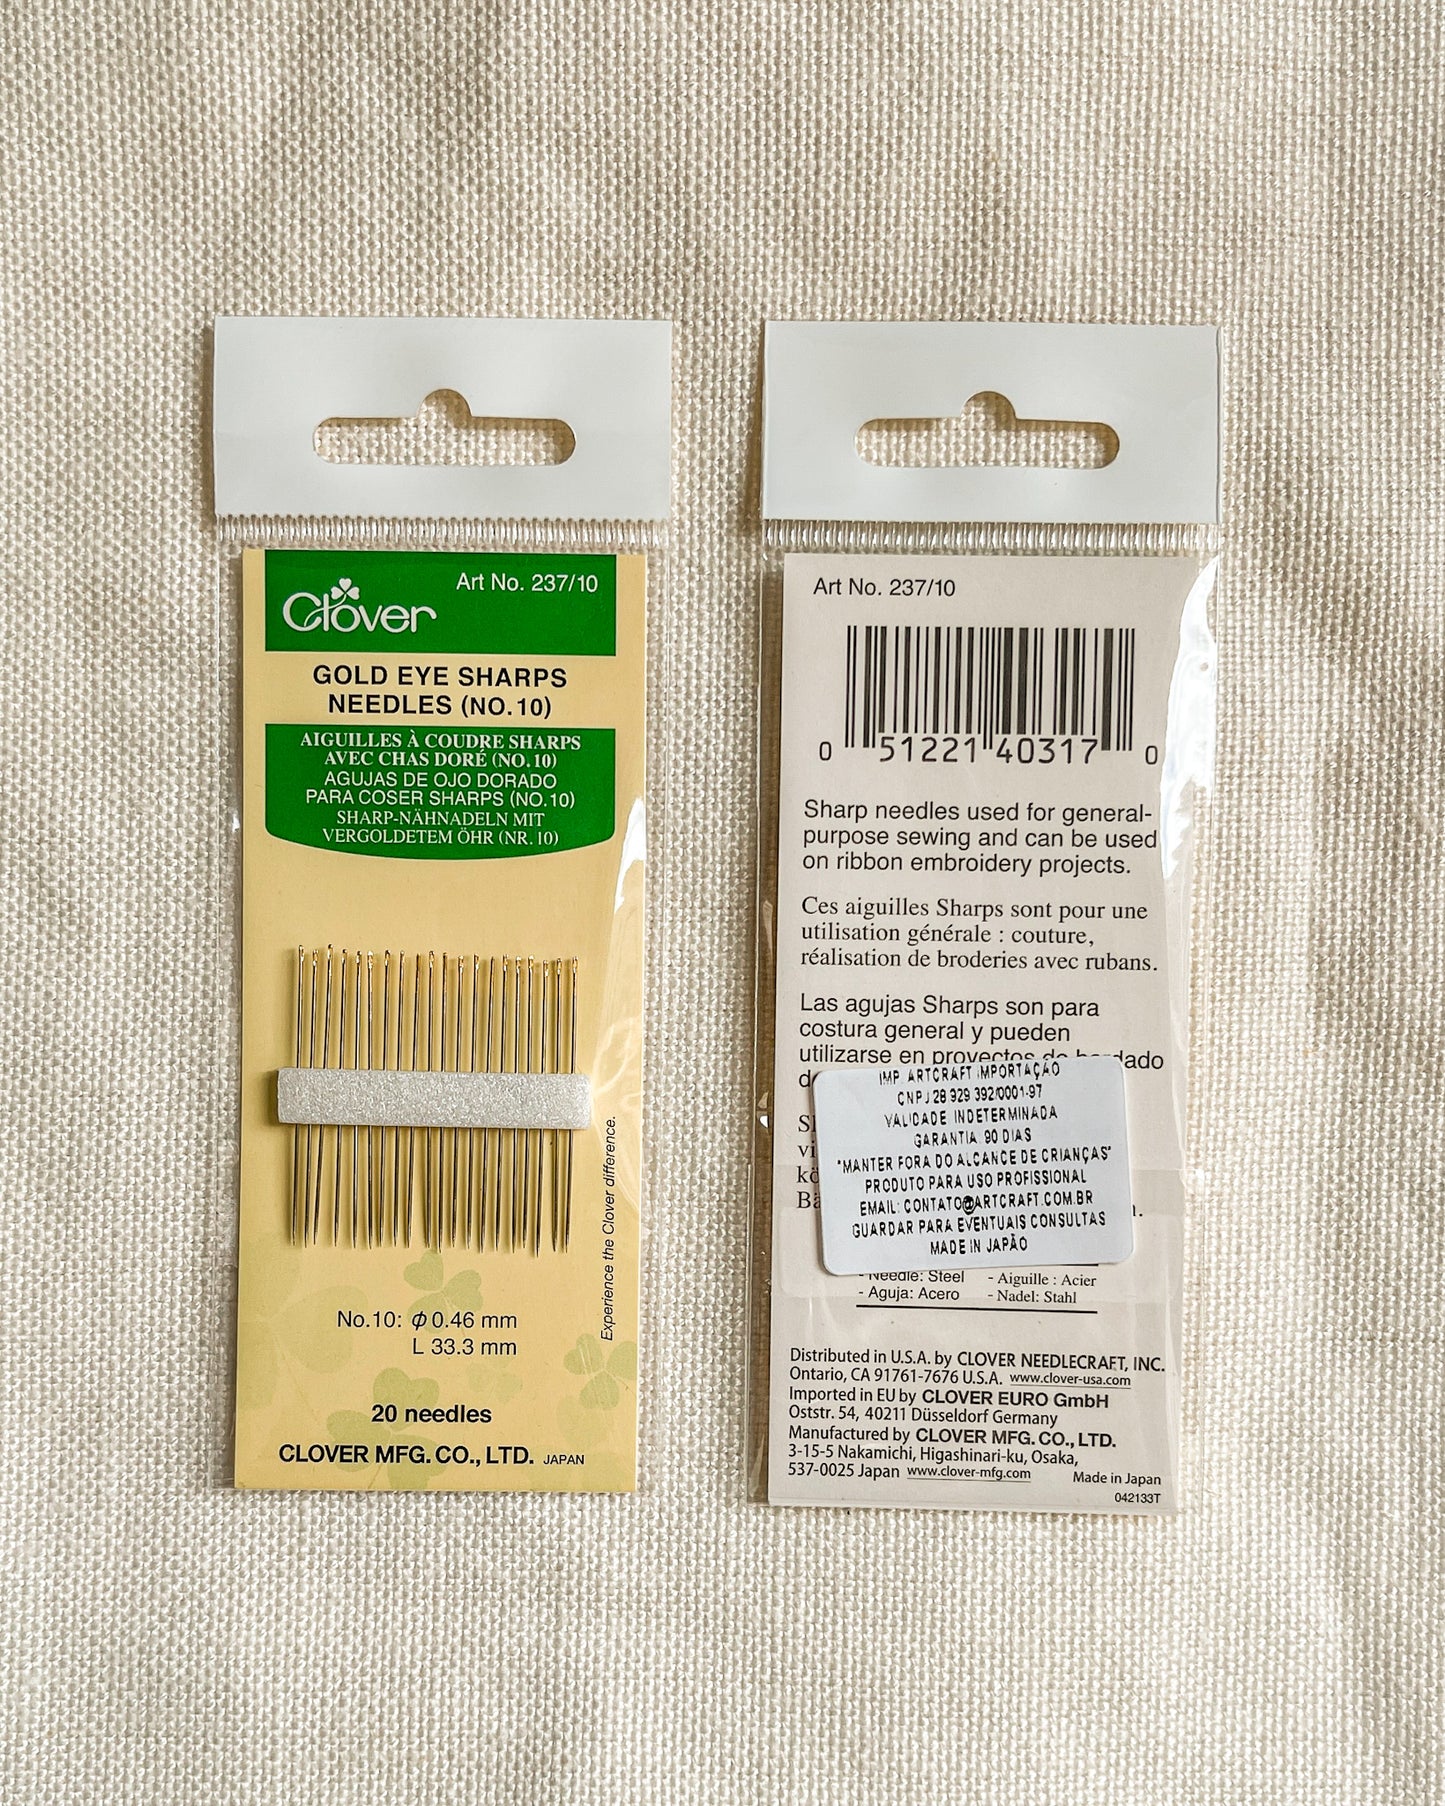 Clover
Art No. 237/10
GOLD EYE SHARPS
NEEDLES (NO.10)
AIGUILLES À COUDRE SHARPS
AVEC CHAS DORÉ (NO. 10)
AGUJAS DE OJO DORADO
PARA COSER SHARPS (NO.10)
SHARP-NÄHNADELN MIT
VERGOLDETEM ÖHR (NR. 10)
Experience the Clover difference.
No.10: ϕ 0.46 mm
L 33.3 mm
20 needles
CLOVER MFG. CO., LTD. JAPAN
Art No. 237/10
0 51221 40317 0
Sharp needles used for general-
purpose sewing and can be used
on ribbon embroidery projects.
Ces aiguilles Sharps sont pour une
utilisation générale : couture,
réalisation de broderies avec rubans.
Las agujas Sharps son para
costura general y pueden
utilizarse en proyectos de bordado
IMP. ARTCRAFT IMPORTAÇÃO
CNPJ 28 929 392/0001-97
VALIDADE INDETERMINADA
GARANTIA 90 DIAS
"MANTER FORA DO ALCANCE DE CRIANÇAS"
PRODUTO PARA USO PROFISSIONAL
EMAIL: CONTATO@ARTCRAFT.COM.BR
GUARDAR PARA EVENTUAIS CONSULTAS
MADE IN JAPÃO
- Needle: Steel - Aiguille : Acier
- Aguja: Acero - Nadel: Stahl
Distributed in U.S.A. by CLOVER NEEDLECRAFT, INC.
Ontario, CA 91761-7676 U.S.A. www.clover-usa.com
Imported in EU by CLOVER EURO GmbH
Oststr. 54, 40211 Düsseldorf Germany
Manufactured by CLOVER MFG. CO., LTD.
3-15-5 Nakamichi, Higashinari-ku, Osaka,
537-0025 Japan www.clover-mfg.com Made in Japan
042133T